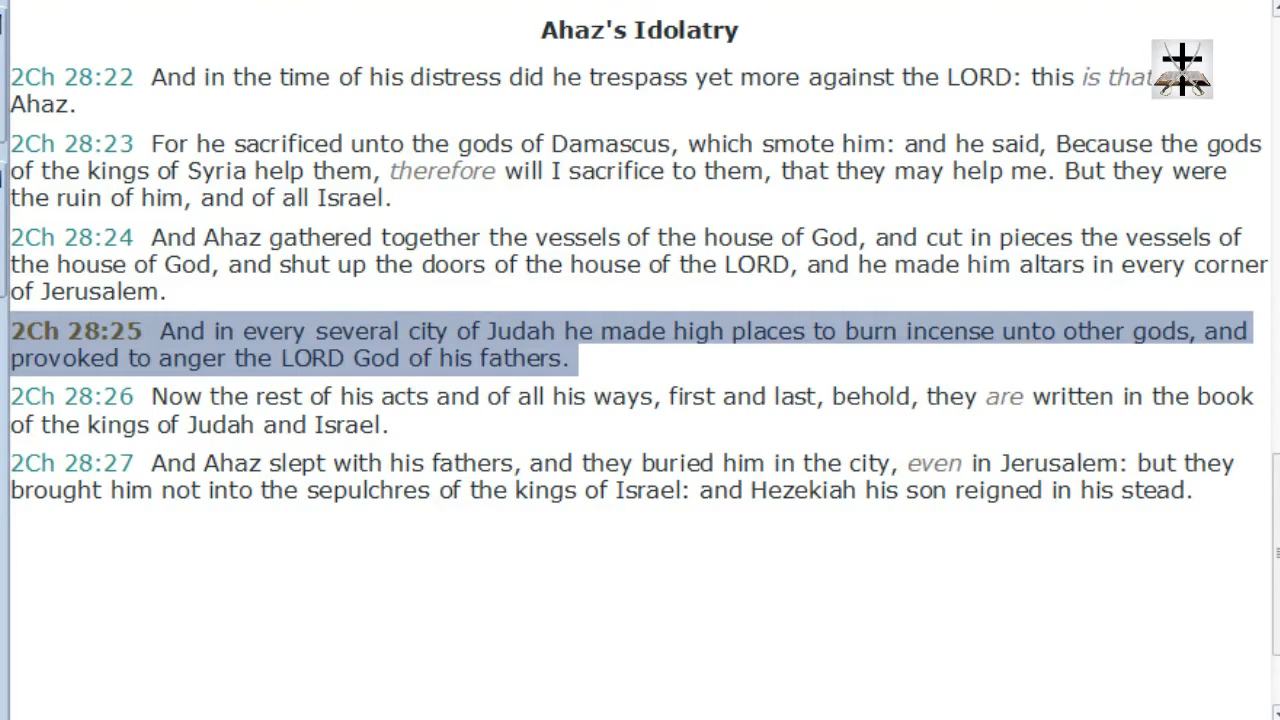 Ahaz's Idolatry
2Ch 28:22 And in the time of his distress did he trespass yet more against the LORD: this is that
Ahaz.
2Ch 28:23 For he sacrificed unto the gods of Damascus, which smote him: and he said, Because the gods
of the kings of Syria help them, therefore will I sacrifice to them, that they may help me. But they were
the ruin of him, and of all Israel.
2Ch 28:24 And Ahaz gathered together the vessels of the house of God, and cut in pieces the vessels of
the house of God, and shut up the doors of the house of the LORD, and he made him altars in every corner
of Jerusalem.
2Ch 28:25 And in every several city of Judah he made high places to burn incense unto other gods, and
provoked to anger the LORD God of his fathers.
2Ch 28:26 Now the rest of his acts and of all his ways, first and last, behold, they are written in the book
of the kings of Judah and Israel.
2Ch 28:27 And Ahaz slept with his fathers, and they buried him in the city, even in Jerusalem: but they
brought him not into the sepulchres of the kings of Israel: and Hezekiah his son reigned in his stead.